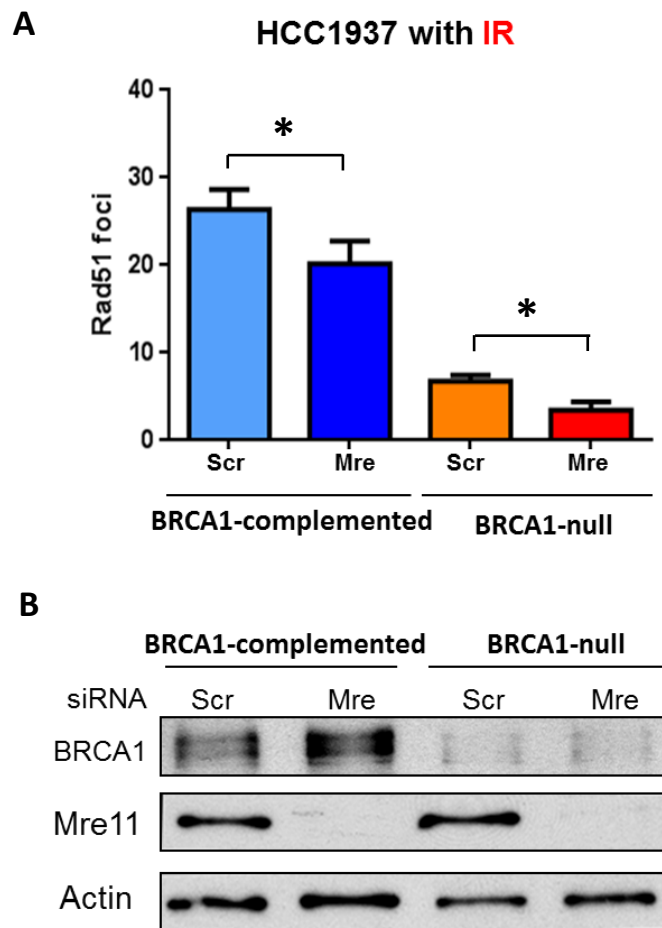 A
HCC1937 with IR
40
30
20
10
0
Rad51 foci
*
*
Scr Mre Scr Mre
BRCA1-complemented BRCA1-null
B
BRCA1-complemented BRCA1-null
siRNA Scr Mre Scr Mre
BRCA1
Mre11
Actin